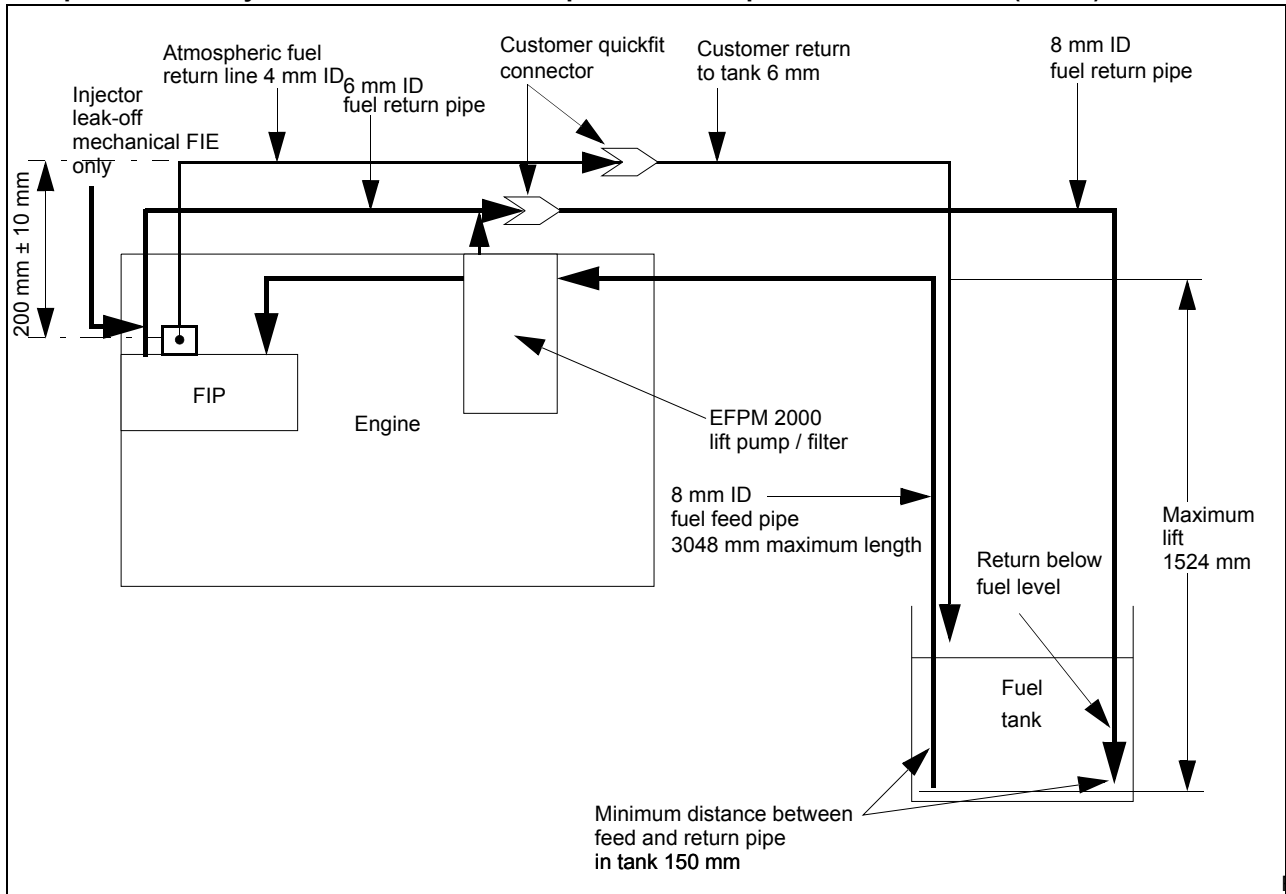 Atmospheric fuel
return line 4 mm ID
Customer quickfit
connector
Customer return
to tank 6 mm
8 mm ID
fuel return pipe
Injector
leak-off
mechanical FIE
only
6 mm ID
fuel return pipe
200 mm ± 10 mm
FIP
Engine
EFPM 2000
lift pump / filter
8 mm ID
fuel feed pipe
3048 mm maximum length
Maximum
lift
1524 mm
Return below
fuel level
Fuel
tank
Minimum distance between
feed and return pipe
in tank 150 mm